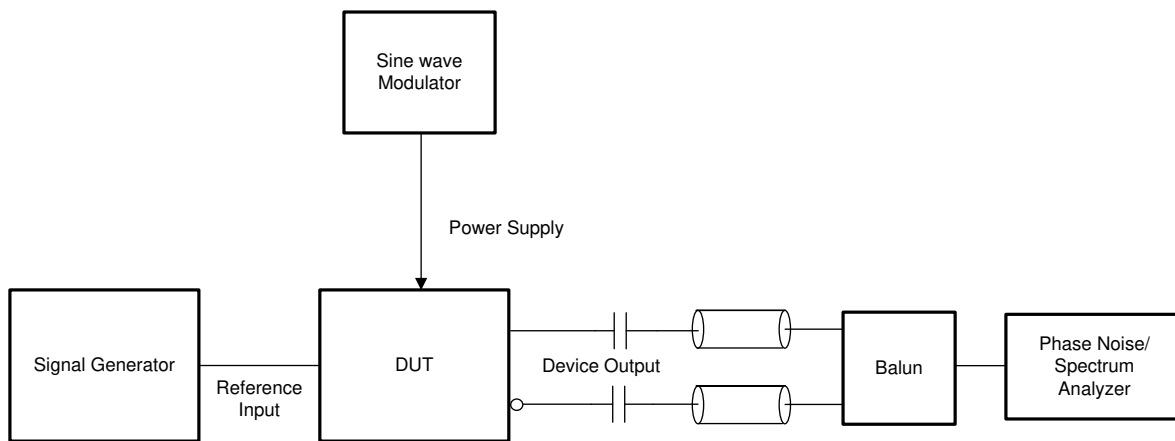 Sine wave
Modulator
Power Supply
Signal Generator
Reference
Input
DUT
Device Output
Balun
Phase Noise/
Spectrum
Analyzer